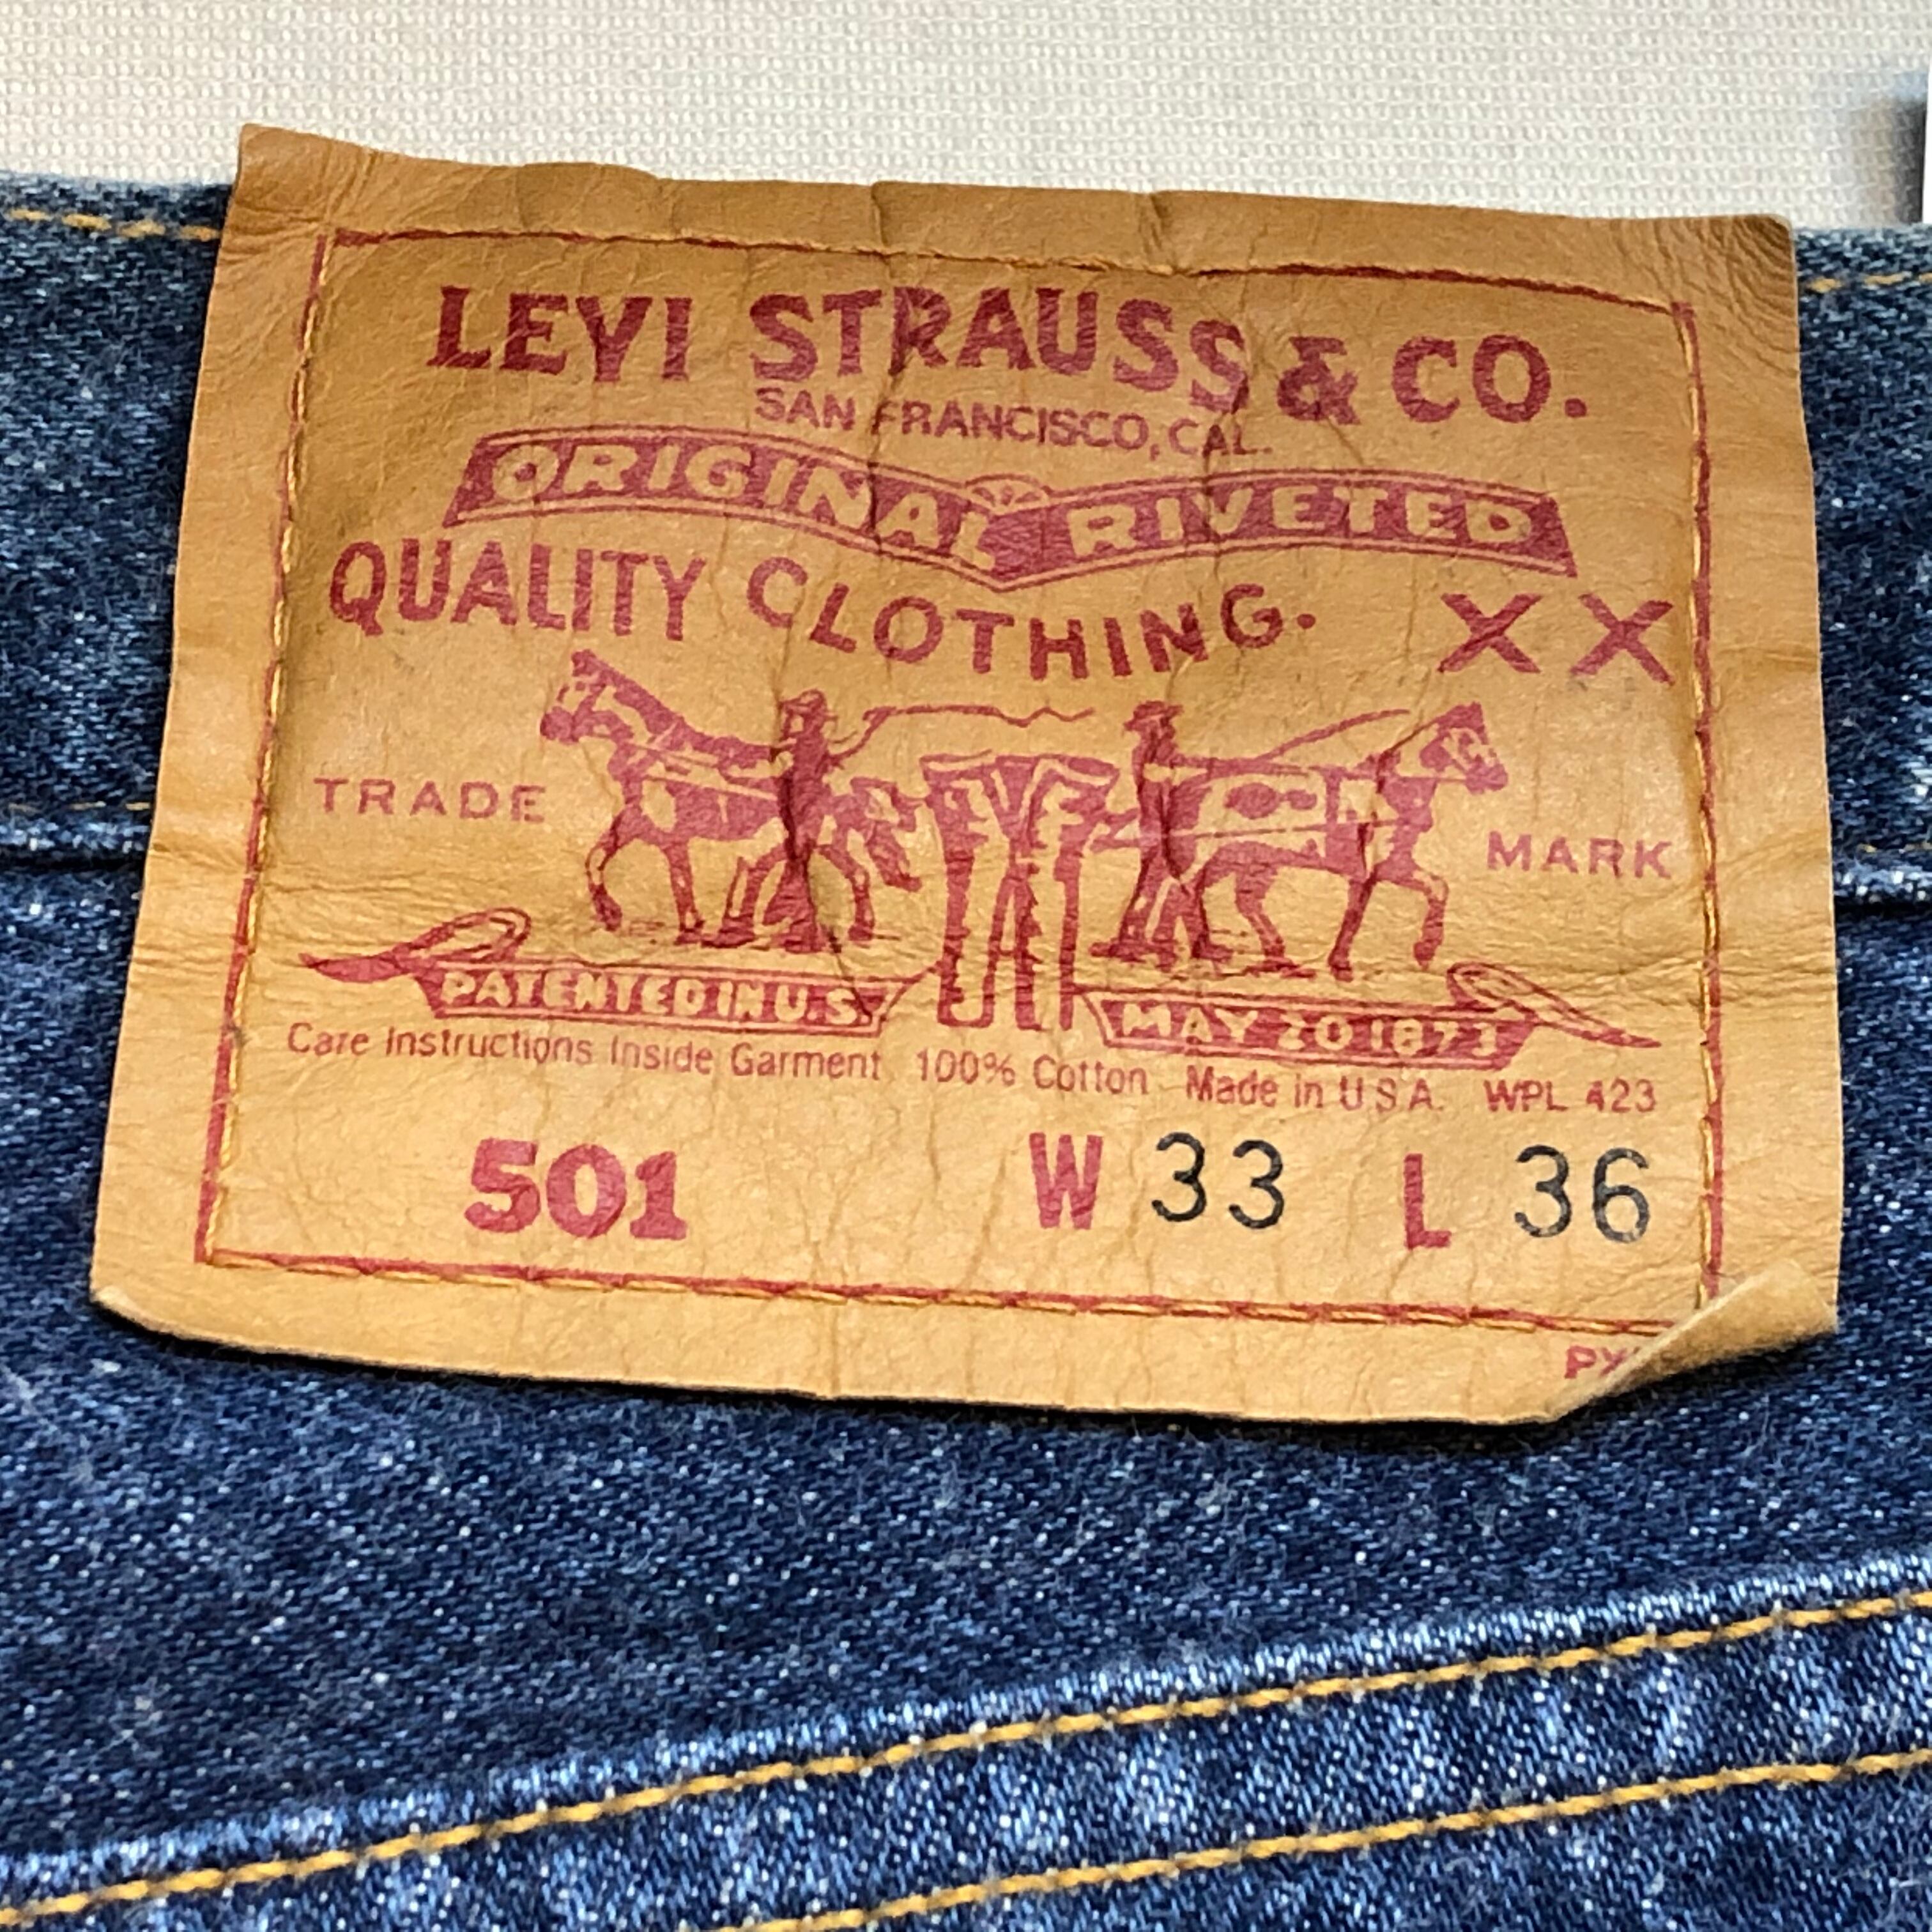 LEVI STRAUSS & CO.
SAN FRANCISCO, CAL.
ORIGINAL RIVETED
QUALITY CLOTHING. XX
TRADE MARK
PATENTED IN U.S. MAY 20 1873
Care Instructions Inside Garment 100% Cotton Made in U S A. WPL 423
501 W 33 L 36